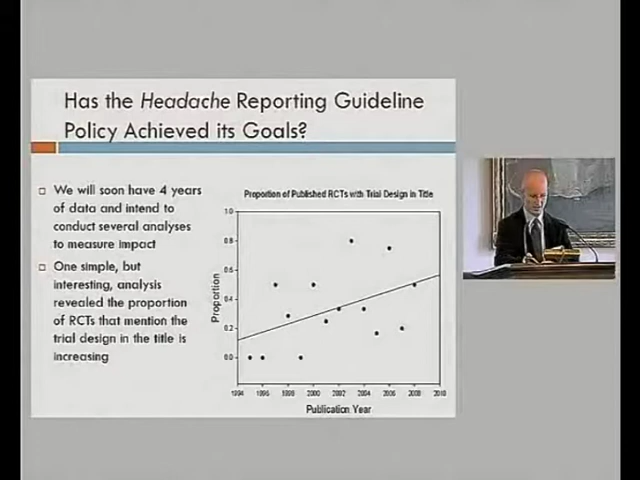 Has the Headache Reporting Guideline
Policy Achieved its Goals?
We will soon have 4 years
of data and intend to
conduct several analyses
to measure impact
One simple, but
interesting, analysis
revealed the proportion
of RCTs that mention the
trial design in the title is
increasing
Proportion of Published RCTs with Trial Design in Title
1.0
0.8
0.6
0.4
0.2
0.0
Proportion
1994 1996 1998 2000 2002 2004 2006 2008 2010
Publication Year